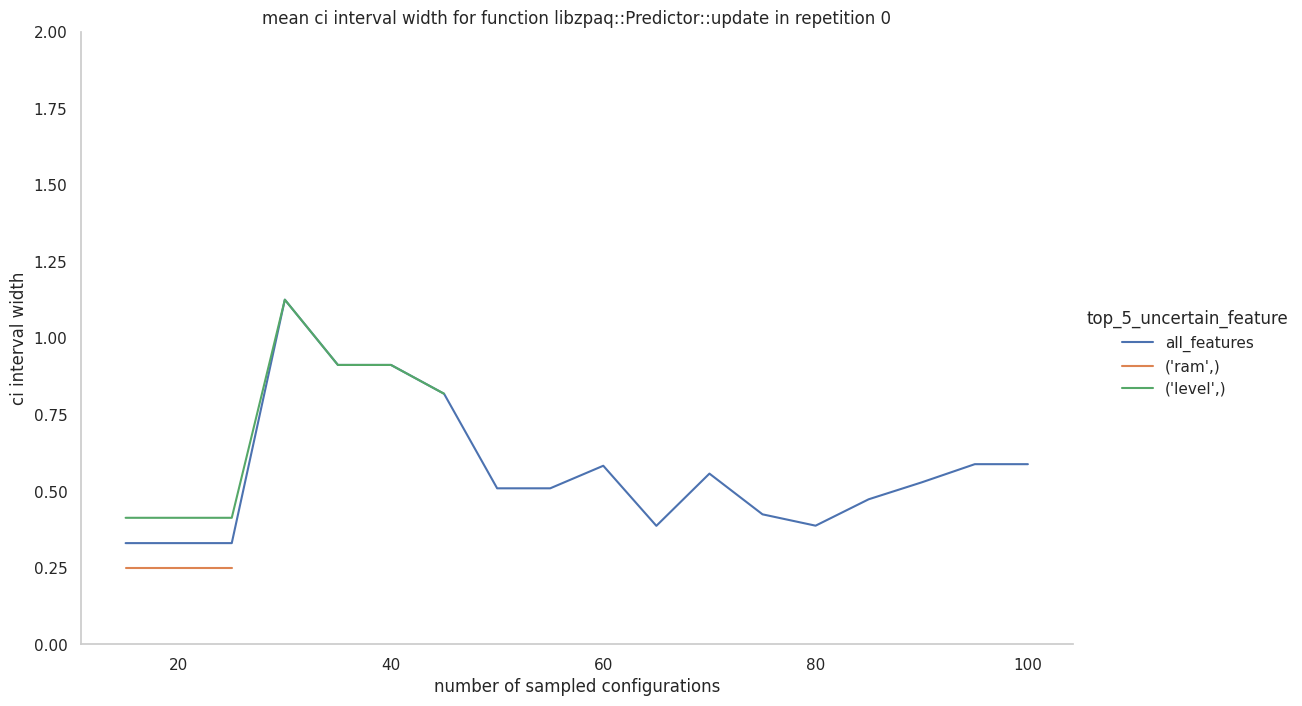 mean ci interval width for function libzpaq::Predictor::update in repetition 0
2.00
1.75
1.50
1.25
1.00
0.75
0.50
0.25
0.00
ci interval width
20
40
60
80
100
number of sampled configurations
top_5_uncertain_feature
all_features
('ram',)
('level',)